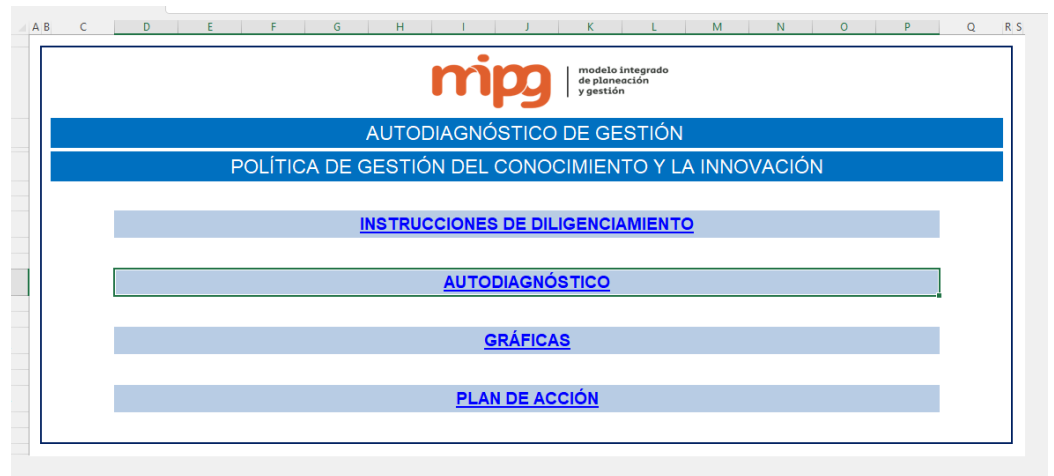 A B C D E F G H I J K L M N O P Q R S
mipg
modelo integrado
de planeación
y gestión
AUTODIAGNÓSTICO DE GESTIÓN
POLÍTICA DE GESTIÓN DEL CONOCIMIENTO Y LA INNOVACIÓN
INSTRUCCIONES DE DILIGENCIAMIENTO
AUTODIAGNÓSTICO
GRÁFICAS
PLAN DE ACCIÓN